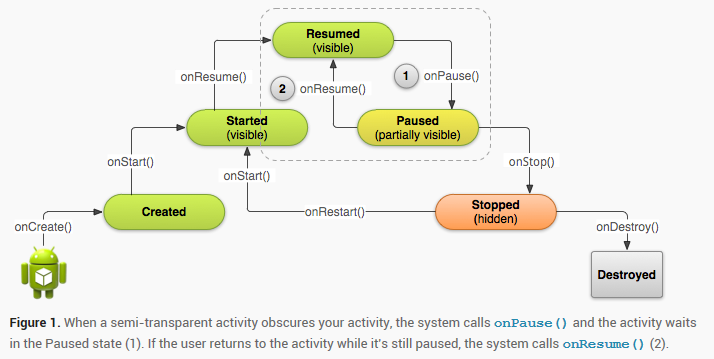 Resumed
(visible)
onResume()
2
onResume()
1
onPause()
Started
(visible)
Paused
(partially visible)
onStart()
onStart()
onStop()
Created
onRestart()
Stopped
(hidden)
onCreate()
onDestroy()
Destroyed
Figure 1. When a semi-transparent activity obscures your activity, the system calls onPause() and the activity waits
in the Paused state (1). If the user returns to the activity while it's still paused, the system calls onResume() (2).